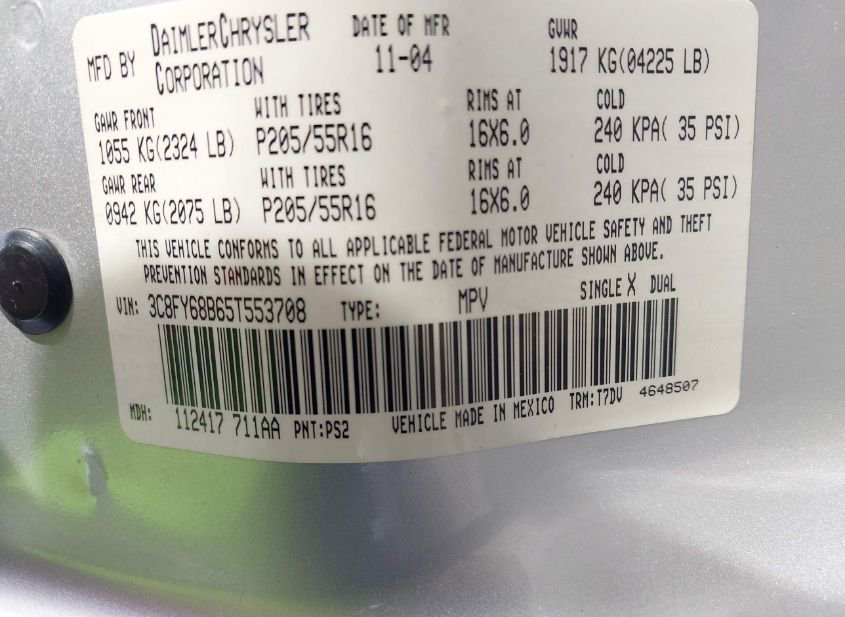 MFD BY DAIMLERCHRYSLER CORPORATION DATE OF MFR 11-04 GVWR 1917 KG(04225 LB)
GAWR FRONT WITH TIRES RIMS AT COLD
1055 KG(2324 LB) P205/55R16 16X6.0 240 KPA( 35 PSI)
GAWR REAR WITH TIRES RIMS AT COLD
0942 KG(2075 LB) P205/55R16 16X6.0 240 KPA( 35 PSI)
THIS VEHICLE CONFORMS TO ALL APPLICABLE FEDERAL MOTOR VEHICLE SAFETY AND THEFT
PREVENTION STANDARDS IN EFFECT ON THE DATE OF MANUFACTURE SHOWN ABOVE.
VIN: 3C8FY68B65T553708 TYPE: MPV SINGLE X DUAL
MDH: 112417 711AA PNT:PS2 VEHICLE MADE IN MEXICO TRM:T7DV 4648507